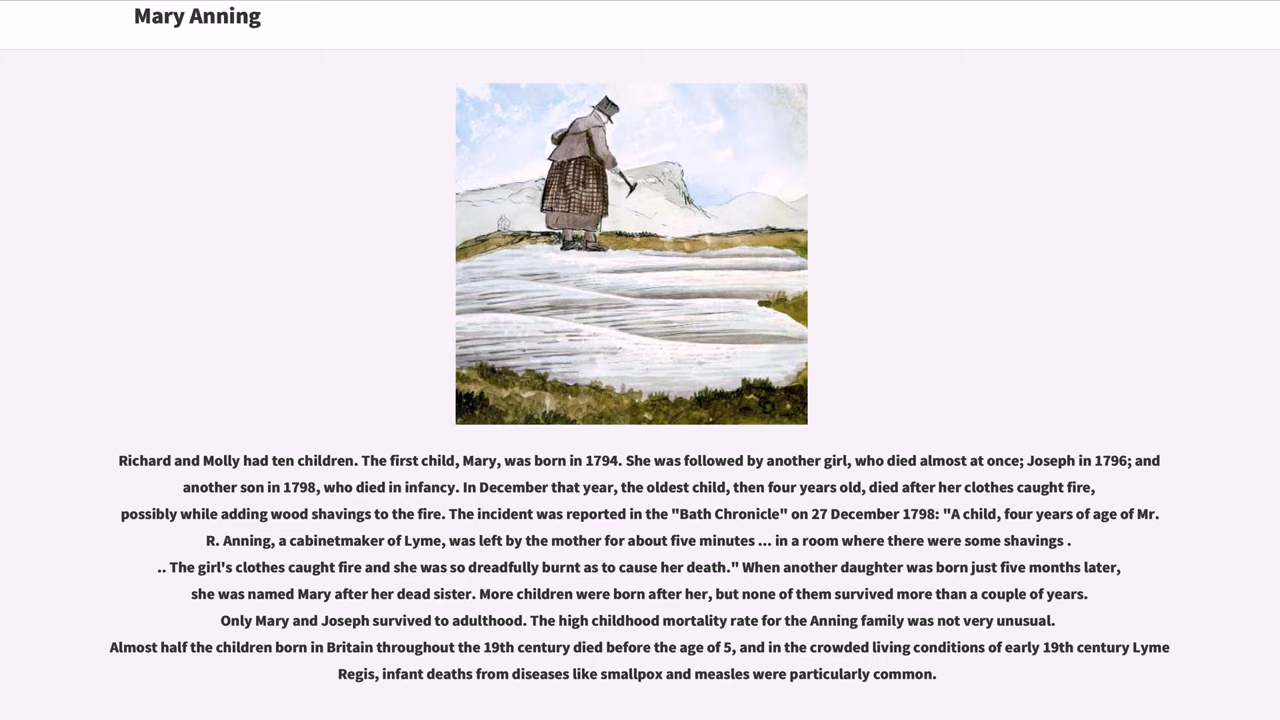 Mary Anning
Richard and Molly had ten children. The first child, Mary, was born in 1794. She was followed by another girl, who died almost at once; Joseph in 1796; and
another son in 1798, who died in infancy. In December that year, the oldest child, then four years old, died after her clothes caught fire,
possibly while adding wood shavings to the fire. The incident was reported in the "Bath Chronicle" on 27 December 1798: "A child, four years of age of Mr.
R. Anning, a cabinetmaker of Lyme, was left by the mother for about five minutes ... in a room where there were some shavings .
.. The girl's clothes caught fire and she was so dreadfully burnt as to cause her death." When another daughter was born just five months later,
she was named Mary after her dead sister. More children were born after her, but none of them survived more than a couple of years.
Only Mary and Joseph survived to adulthood. The high childhood mortality rate for the Anning family was not very unusual.
Almost half the children born in Britain throughout the 19th century died before the age of 5, and in the crowded living conditions of early 19th century Lyme
Regis, infant deaths from diseases like smallpox and measles were particularly common.